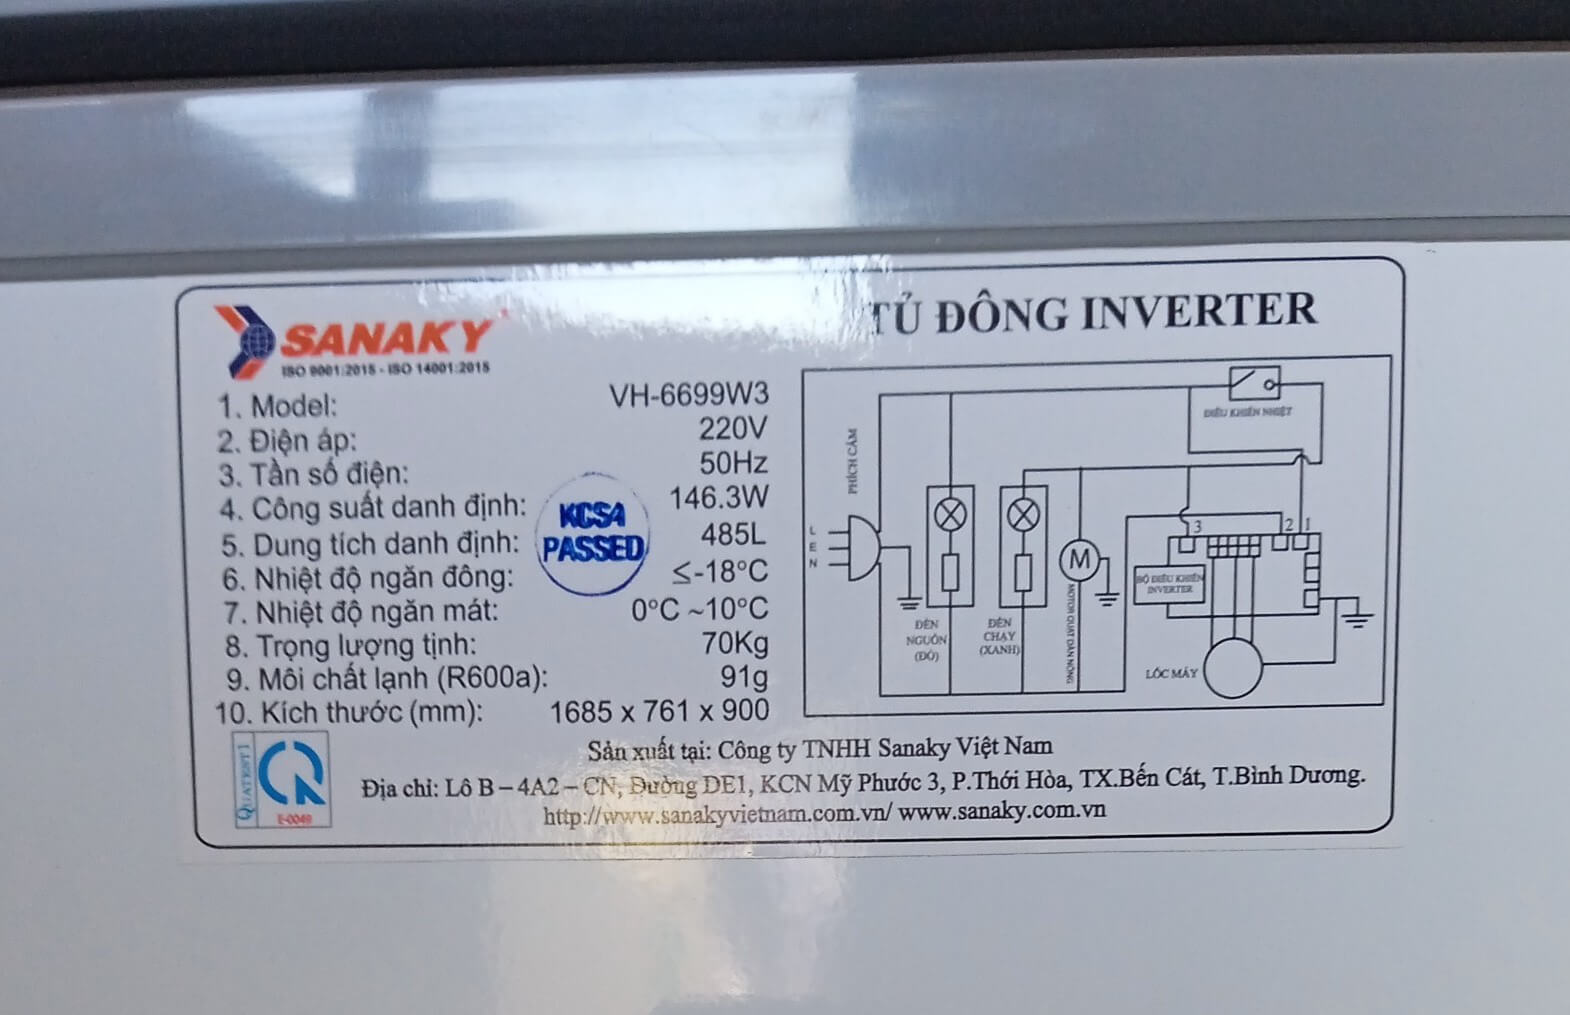 SANAKY
ISO 9001:2015 - ISO 14001:2015
TỦ ĐÔNG INVERTER
1. Model: VH-6699W3
2. Điện áp: 220V
3. Tần số điện: 50Hz
4. Công suất danh định: 146.3W
5. Dung tích danh định: 485L
6. Nhiệt độ ngăn đông: ≤-18°C
7. Nhiệt độ ngăn mát: 0°C ~10°C
8. Trọng lượng tịnh: 70Kg
9. Môi chất lạnh (R600a): 91g
10. Kích thước (mm): 1685 x 761 x 900
KCSA
PASSED
ĐIỀU KHIỂN NHIỆT
PHÍCH CẮM
L
E
N
3
2
1
M
BỘ ĐIỀU KHIỂN
INVERTER
MOTOR QUẠT DÀN NÓNG
ĐÈN
NGUỒN
(ĐỎ)
ĐÈN
CHẠY
(XANH)
LỐC MÁY
QUATEST 1
E-0049
Sản xuất tại: Công ty TNHH Sanaky Việt Nam
Địa chỉ: Lô B – 4A2 – CN, Đường DE1, KCN Mỹ Phước 3, P.Thới Hòa, TX.Bến Cát, T.Bình Dương.
http://www.sanakyvietnam.com.vn/ www.sanaky.com.vn